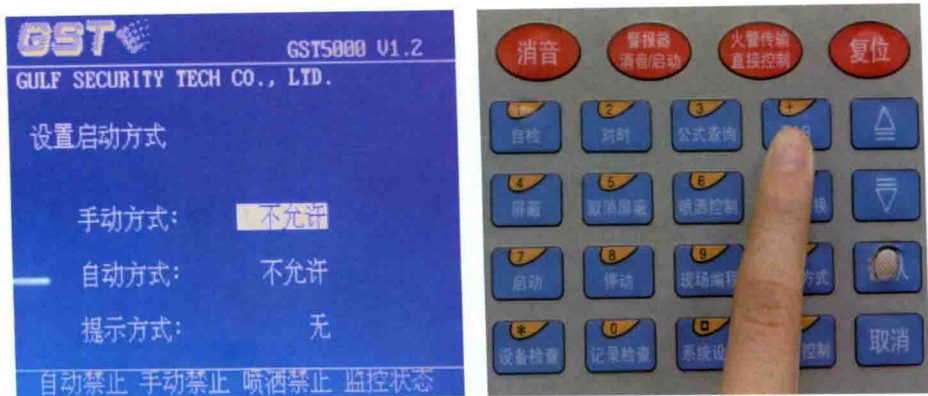 GST
GST5000 V1.2
GULF SECURITY TECH CO., LTD.
设置启动方式
手动方式: 不允许
自动方式: 不允许
提示方式: 无
自动禁止 手动禁止 喷洒禁止 监控状态
消音
警报器
消音/启动
火警传输
直接控制
复位
1
自检
2
对时
3
公式查询
+
4
屏蔽
5
取消屏蔽
6
喷洒控制
换
7
启动
8
停动
9
现场编程
方式
*
设备检查
0
记录检查
系统设
控制
取消